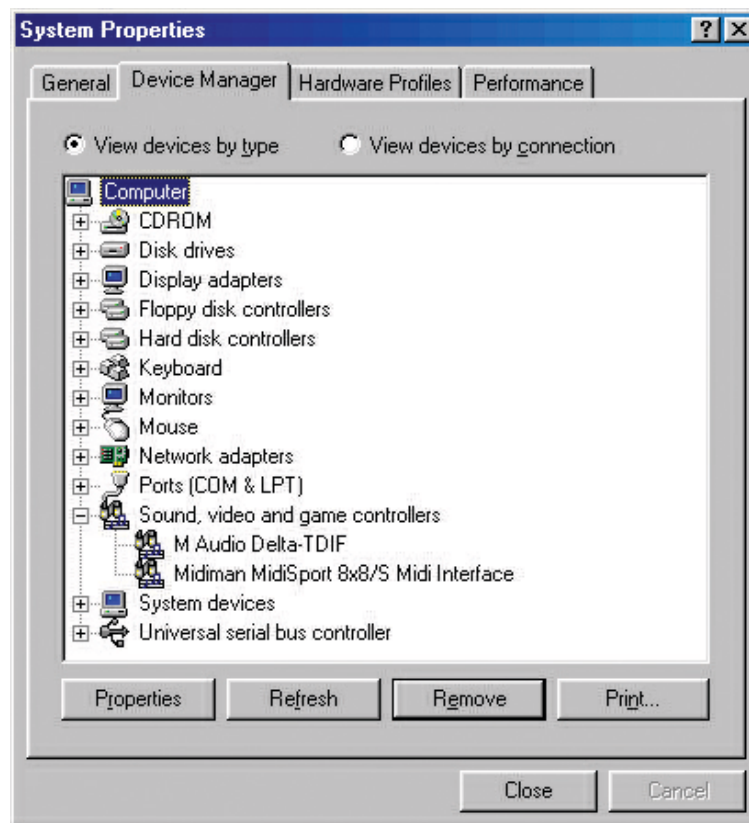 System Properties
General Device Manager Hardware Profiles Performance
View devices by type View devices by connection
Computer
CDROM
Disk drives
Display adapters
Floppy disk controllers
Hard disk controllers
Keyboard
Monitors
Mouse
Network adapters
Ports (COM & LPT)
Sound, video and game controllers
M Audio Delta-TDIF
Midiman MidiSport 8x8/S Midi Interface
System devices
Universal serial bus controller
Properties Refresh Remove Print...
Close Cancel